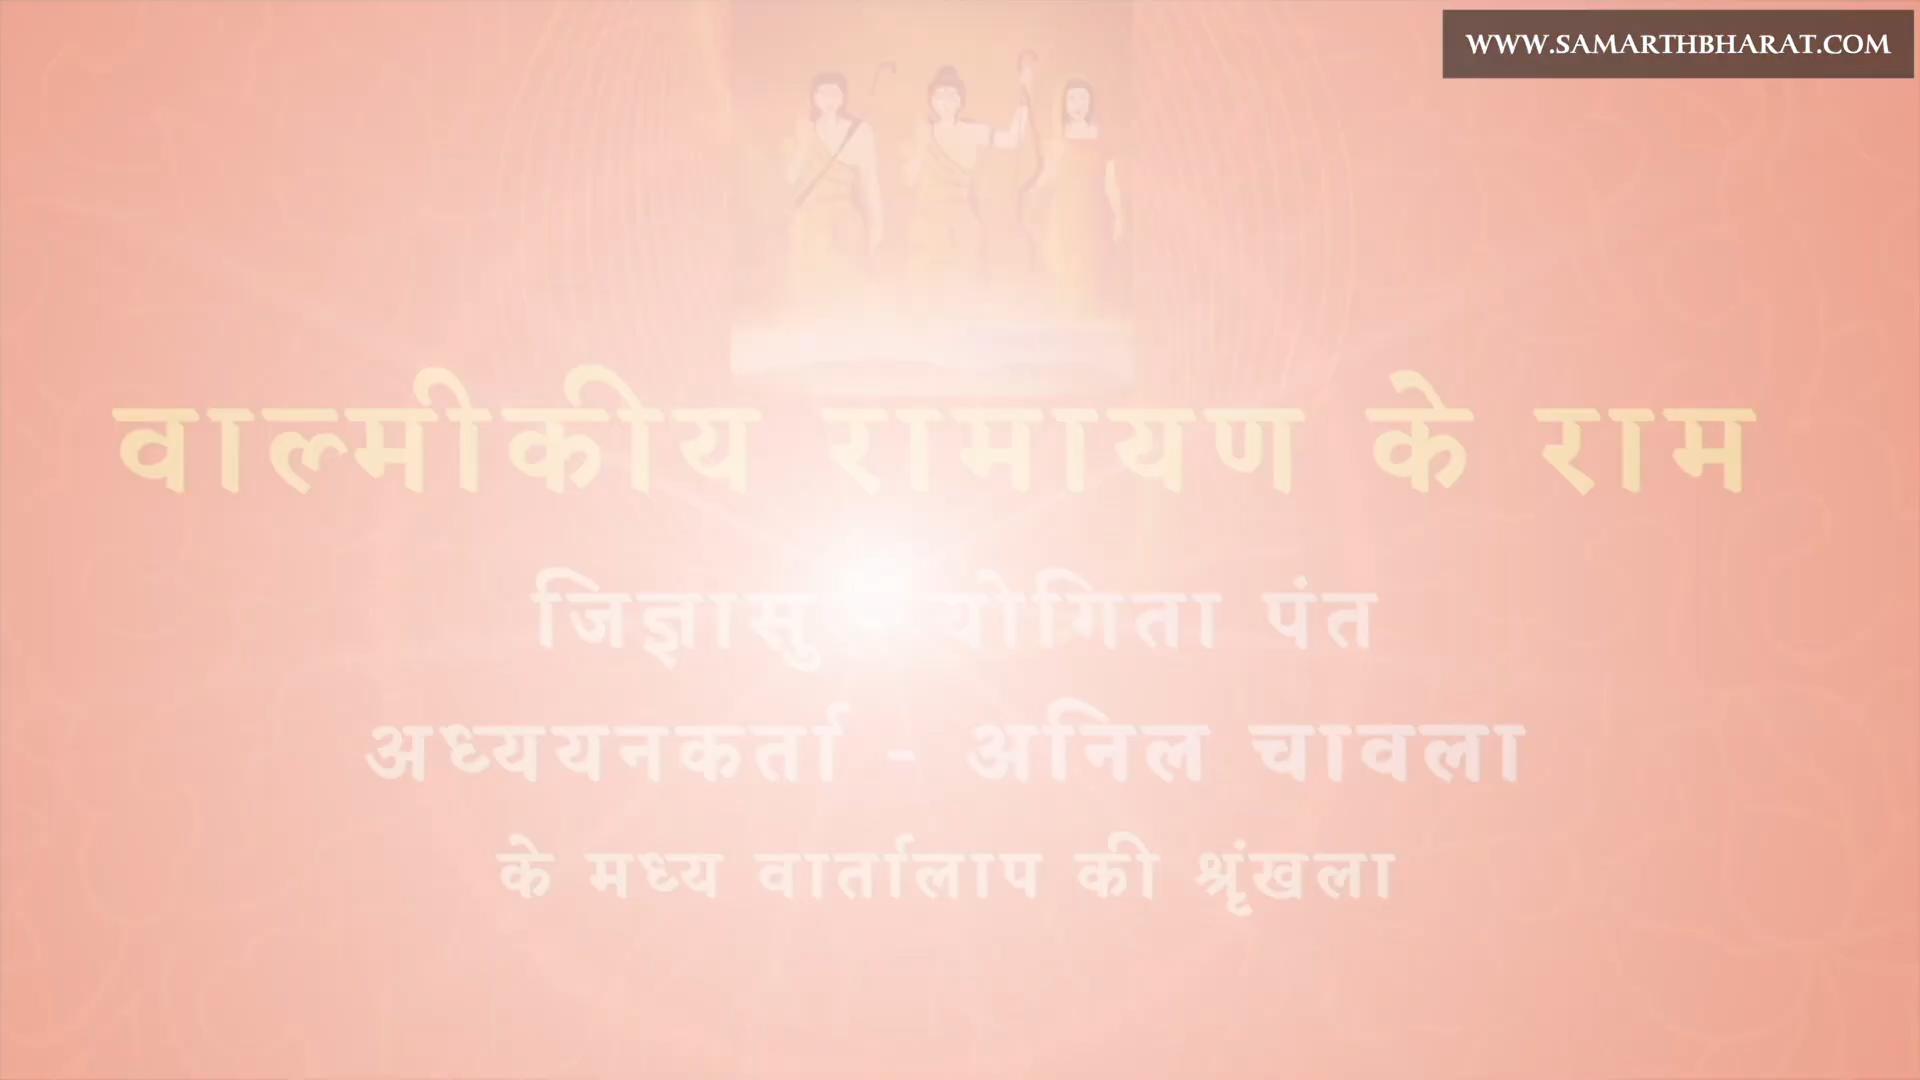 WWW.SAMARTHBHARAT.COM
वाल्मीकीय रामायण के राम
जिज्ञासु - योगिता पंत
अध्ययनकर्ता - अनिल चावला
के मध्य वार्तालाप की श्रृंखला